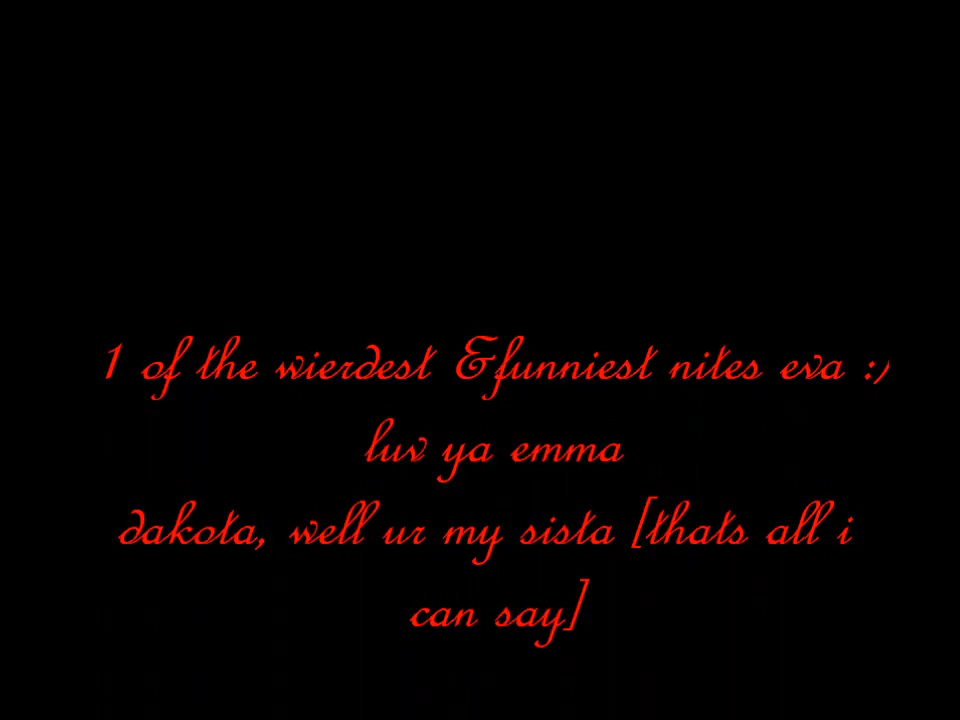 1 of the wierdest &funniest nites eva :)
luv ya emma
dakota, well ur my sista [thats all i
can say]